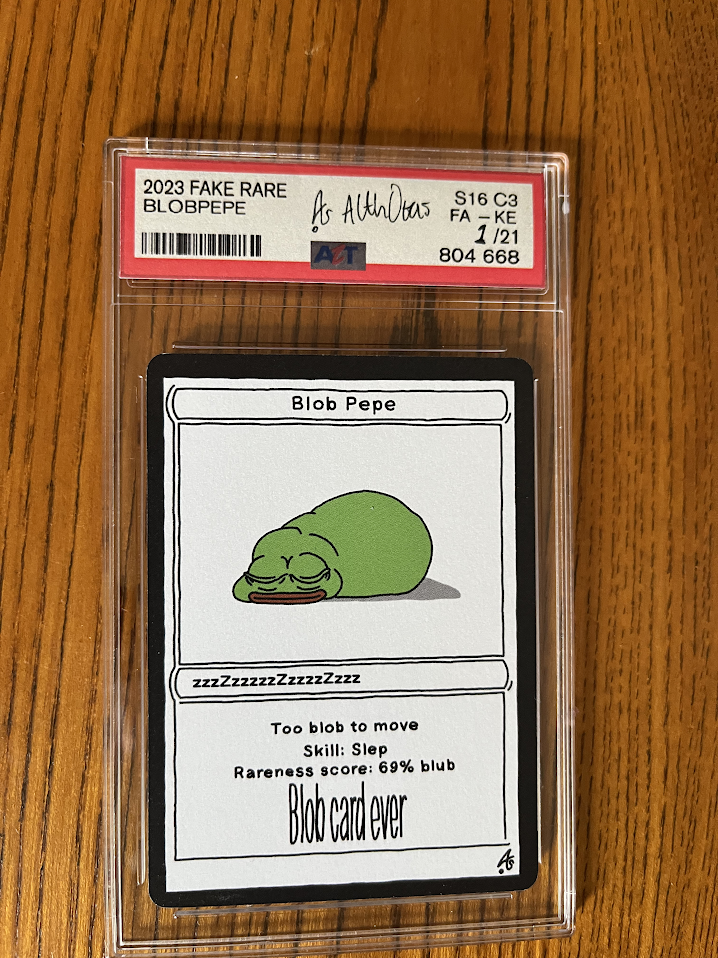 2023 FAKE RARE
BLOBPEPE
S16 C3
FA - KE
1/21
804 668
Blob Pepe
zzzZzzzzzZzzzzZzzz
Too blob to move
Skill: Slep
Rareness score: 69% blub
Blob card ever
As